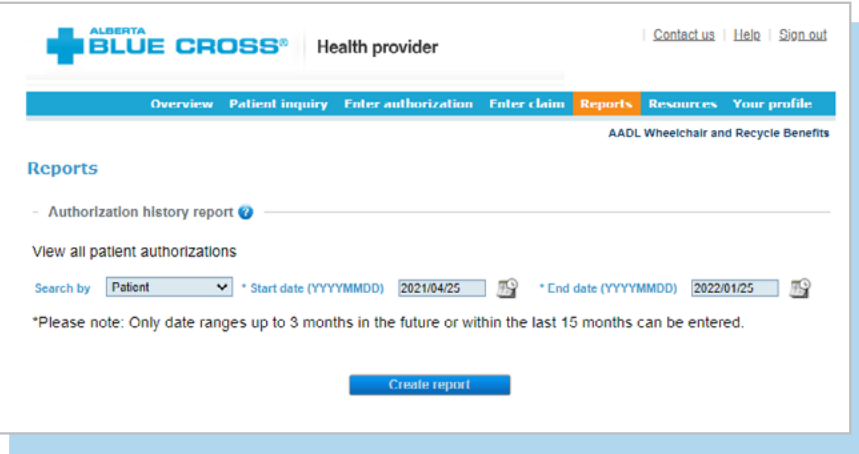 ALBERTA
BLUE CROSS® Health provider
Contact us | Help | Sign out
Overview Patient inquiry Enter authorization Enter claim Reports Resources Your profile
AADL Wheelchair and Recycle Benefits
Reports
Authorization history report ?
View all patient authorizations
Search by Patient * Start date (YYYYMMDD) 2021/04/25 * End date (YYYYMMDD) 2022/01/25
*Please note: Only date ranges up to 3 months in the future or within the last 15 months can be entered.
Create report